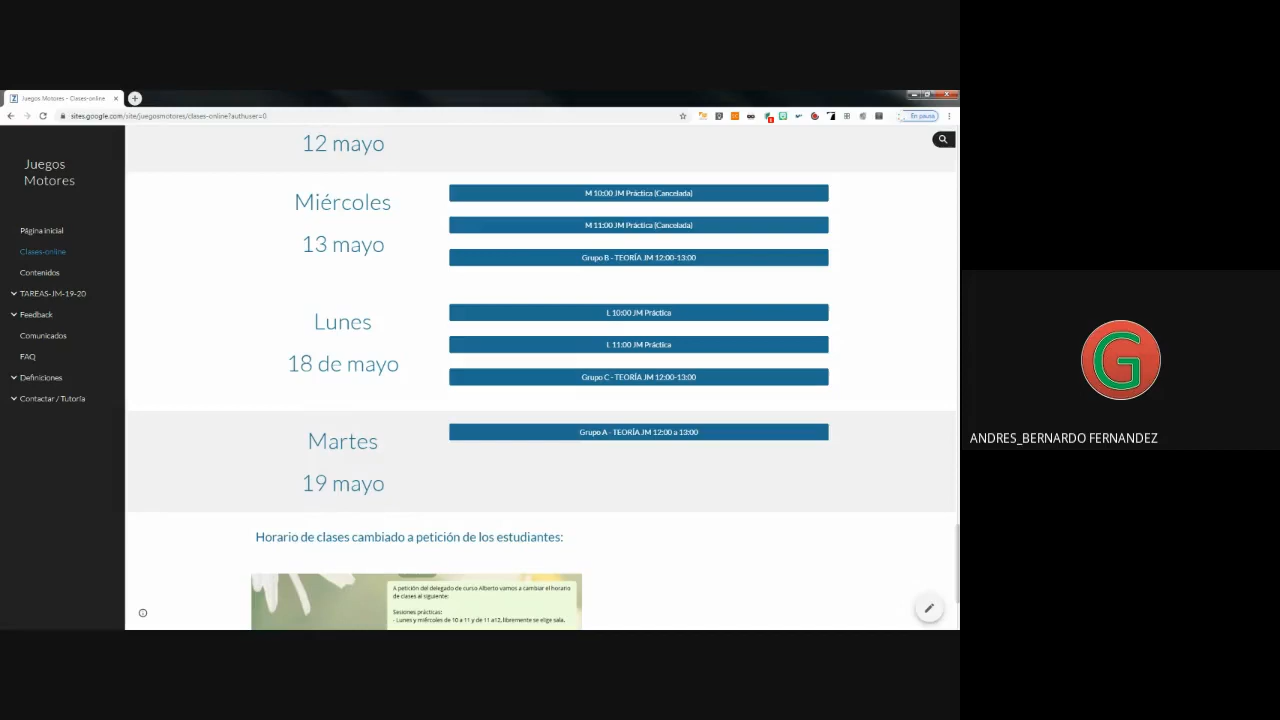 Juegos Motores - Clases-online
sites.google.com/site/juegosmotores/clases-online?authuser=0
En pausa
Juegos
Motores
Página inicial
Clases-online
Contenidos
TAREAS-JM-19-20
Feedback
Comunicados
FAQ
Definiciones
Contactar / Tutoría
12 mayo
Miércoles
13 mayo
M 10:00 JM Práctica (Cancelada)
M 11:00 JM Práctica (Cancelada)
Grupo B - TEORÍA JM 12:00-13:00
Lunes
18 de mayo
L 10:00 JM Práctica
L 11:00 JM Práctica
Grupo C - TEORÍA JM 12:00-13:00
Martes
19 mayo
Grupo A - TEORÍA JM 12:00 a 13:00
Horario de clases cambiado a petición de los estudiantes:
A petición del delegado de curso Alberto vamos a cambiar el horario
de clases al siguiente:
Sesiones prácticas:
- Lunes y miércoles de 10 a 11 y de 11 a12, libremente se elige sala.
G
ANDRES_BERNARDO FERNANDEZ